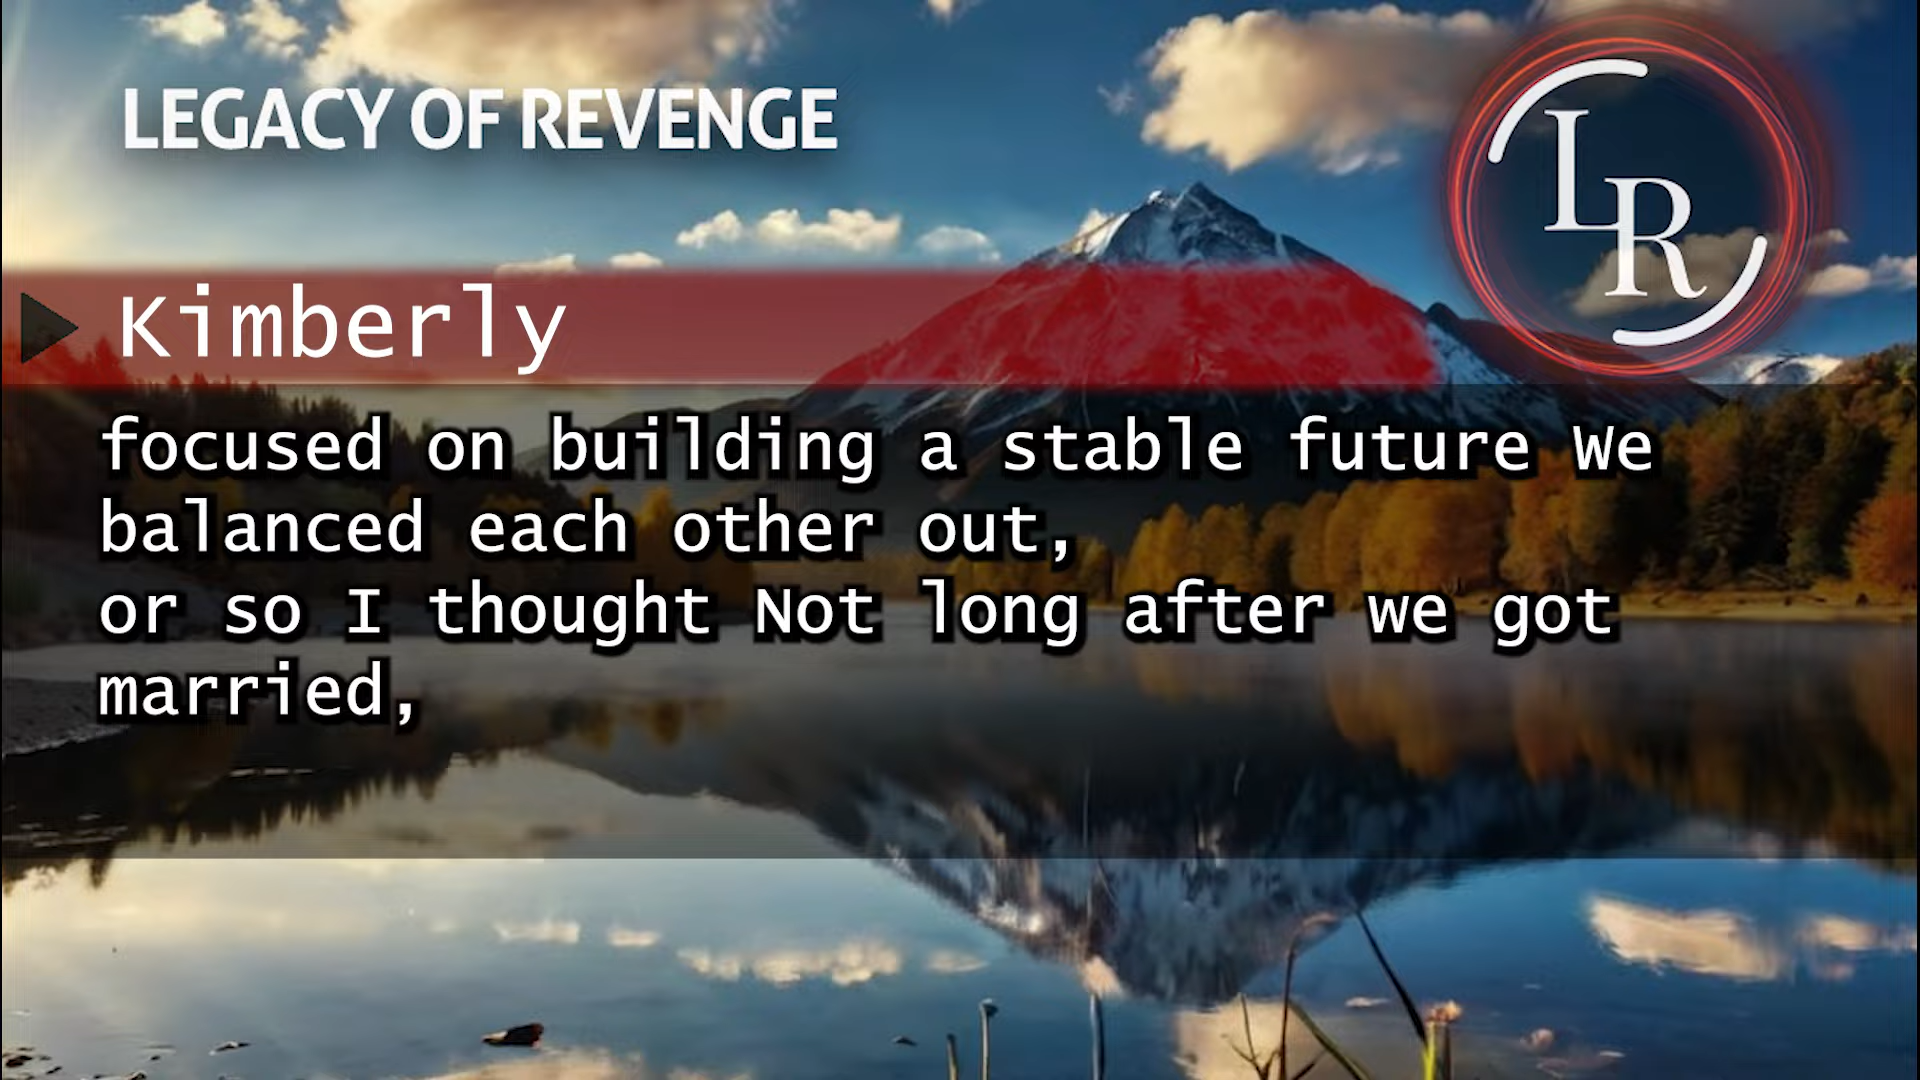 LEGACY OF REVENGE
LR
Kimberly
focused on building a stable future We
balanced each other out,
or so I thought Not long after we got
married,